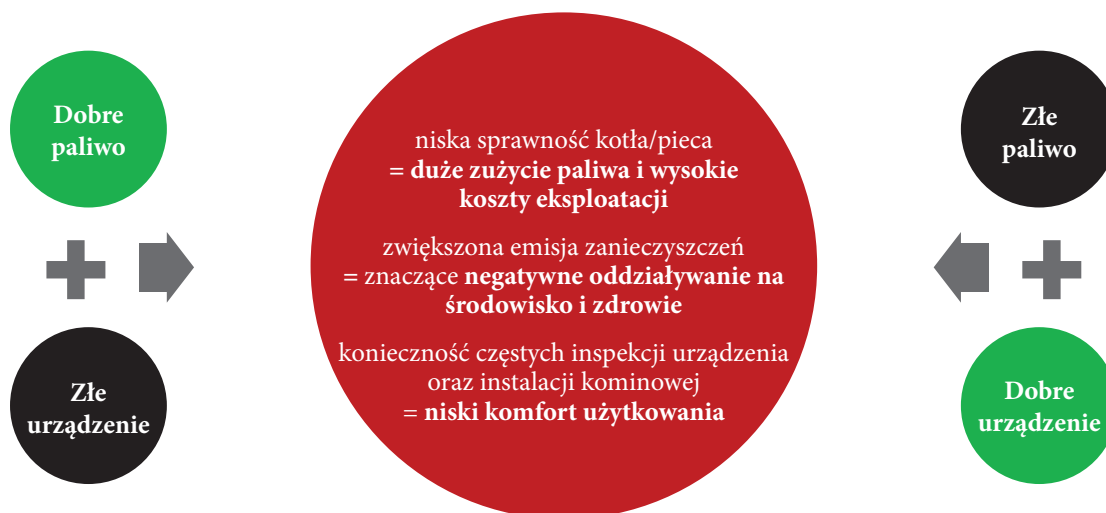 Dobre
paliwo
Złe
urządzenie
niska sprawność kotła/pieca
= duże zużycie paliwa i wysokie
koszty eksploatacji
zwiększona emisja zanieczyszczeń
= znaczące negatywne oddziaływanie na
środowisko i zdrowie
konieczność częstych inspekcji urządzenia
oraz instalacji kominowej
= niski komfort użytkowania
Złe
paliwo
Dobre
urządzenie